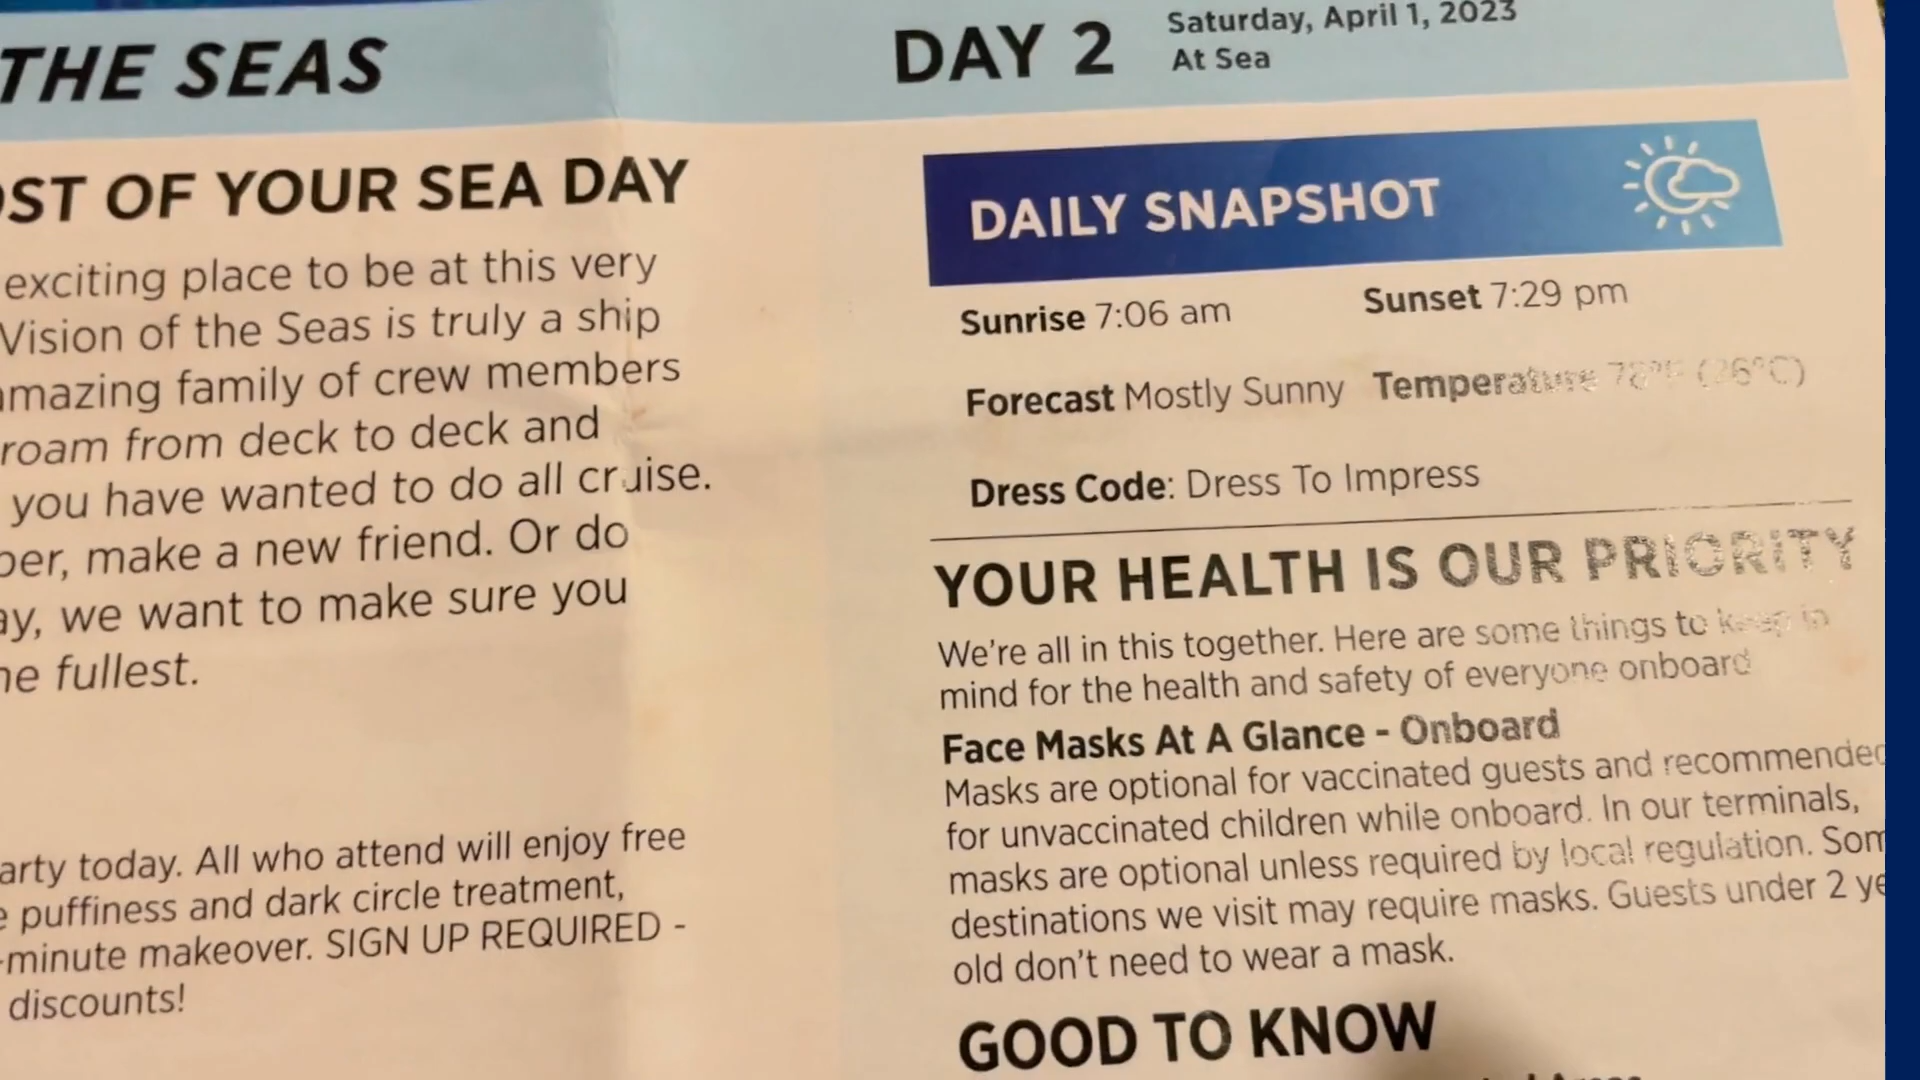 THE SEAS
DAY 2
Saturday, April 1, 2023
At Sea
OF YOUR SEA DAY
exciting place to be at this very
Vision of the Seas is truly a ship
amazing family of crew members
roam from deck to deck and
you have wanted to do all cruise.
make a new friend. Or do
we want to make sure you
fullest.
today. All who attend will enjoy free
puffiness and dark circle treatment,
-minute makeover. SIGN UP REQUIRED -
discounts!
DAILY SNAPSHOT
Sunrise 7:06 am Sunset 7:29 pm
Forecast Mostly Sunny Temperature 78°F (26°C)
Dress Code: Dress To Impress
YOUR HEALTH IS OUR PRIORITY
We're all in this together. Here are some things to keep in
mind for the health and safety of everyone onboard
Face Masks At A Glance - Onboard
Masks are optional for vaccinated guests and recommended
for unvaccinated children while onboard. In our terminals,
masks are optional unless required by local regulation.
destinations we visit may require masks. Guests under 2
old don't need to wear a mask.
GOOD TO KNOW